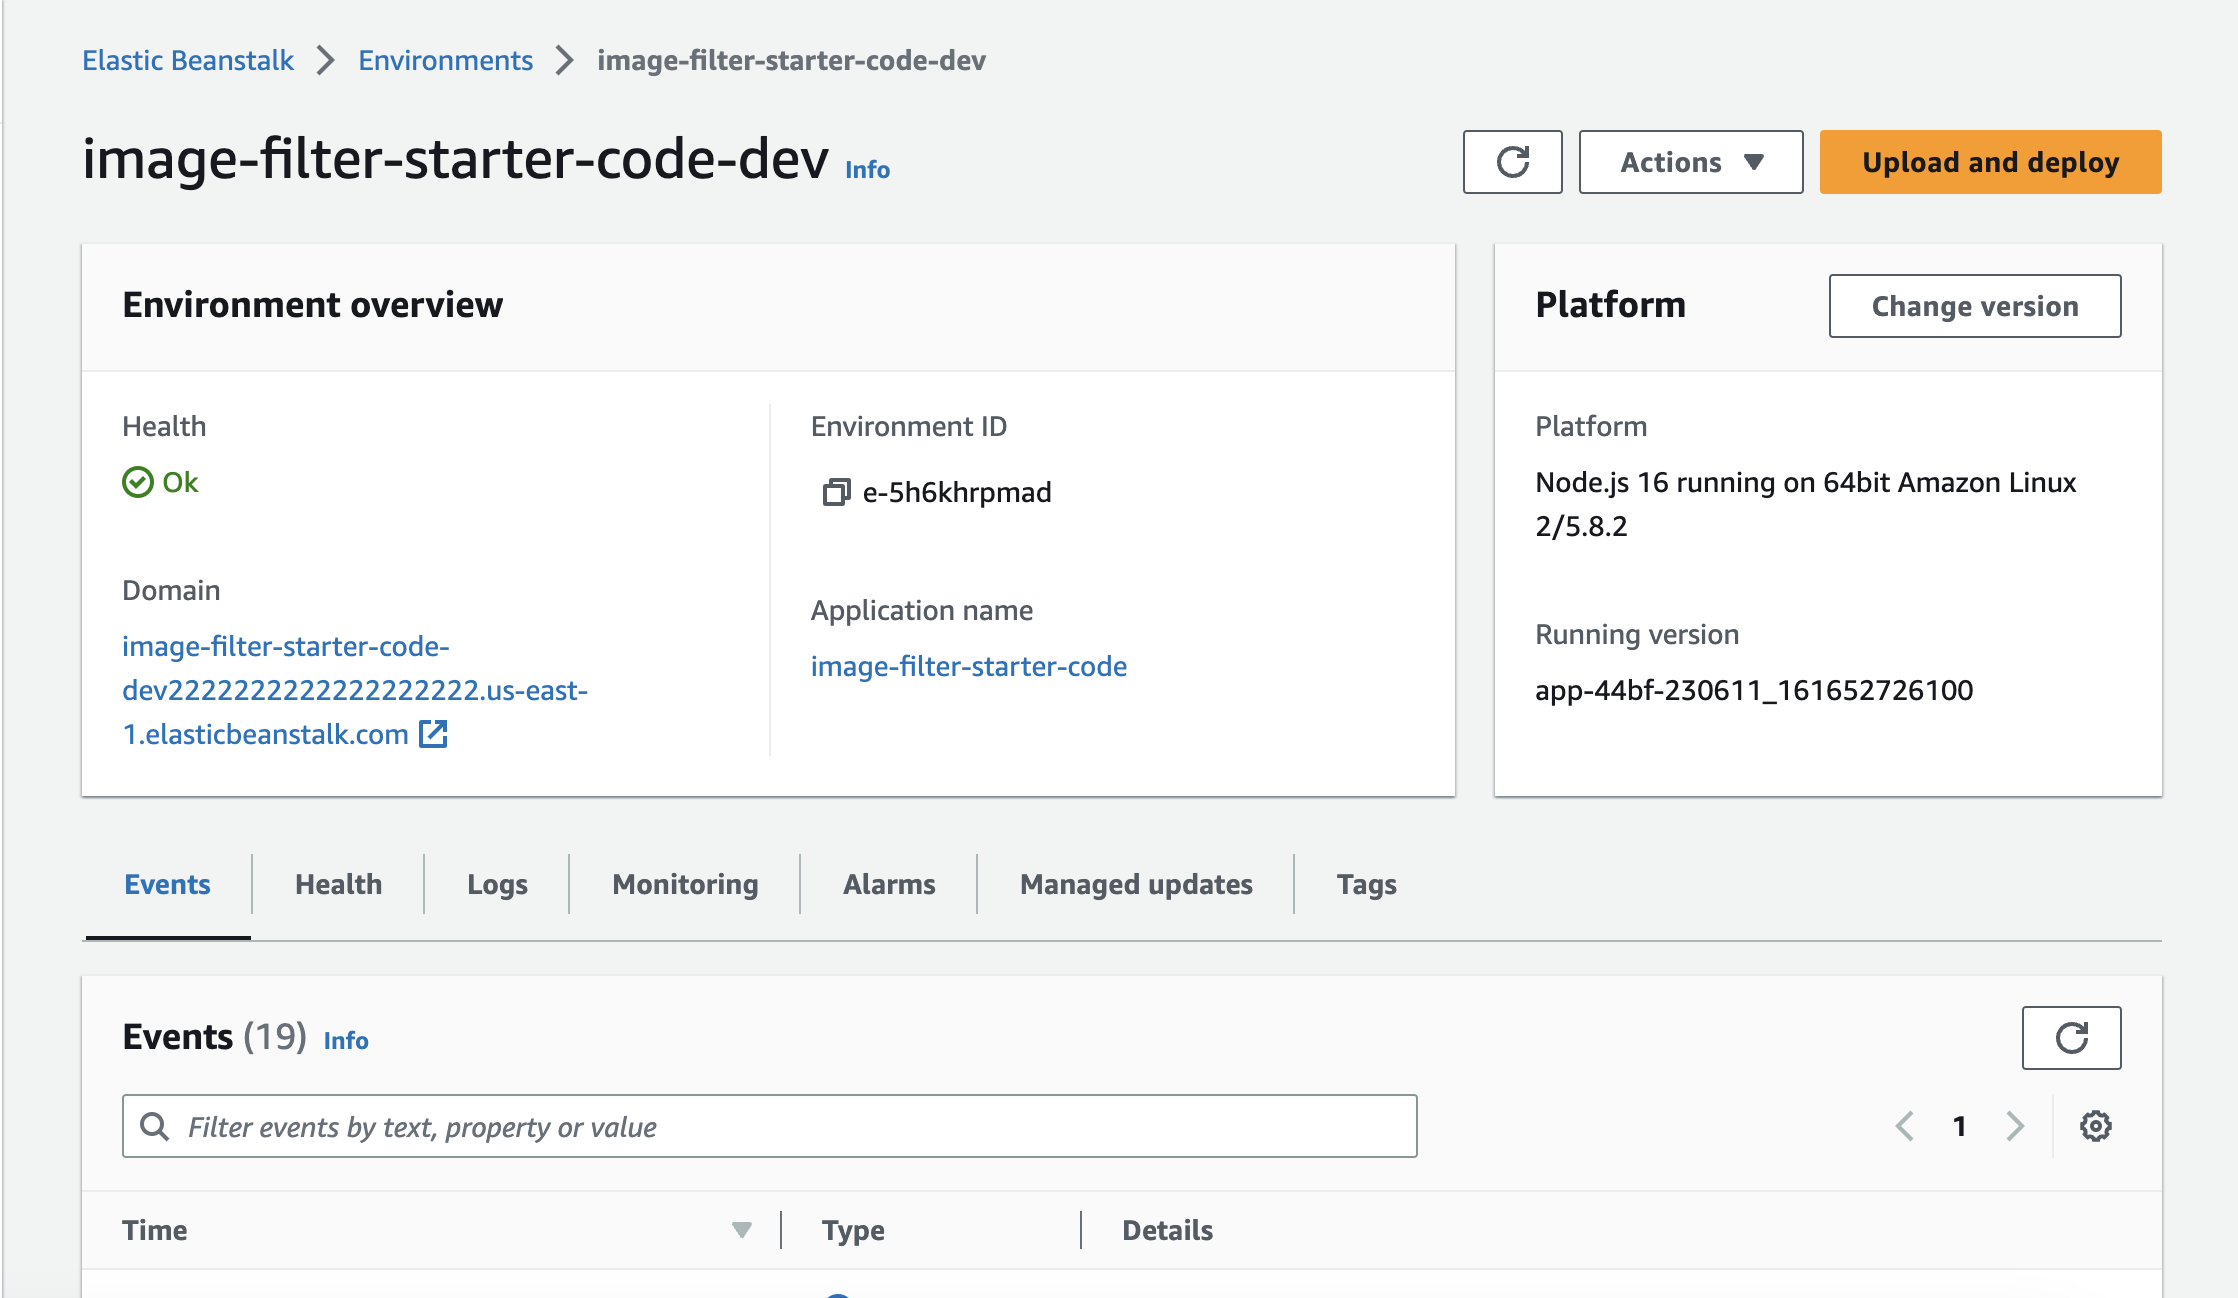 Elastic Beanstalk > Environments > image-filter-starter-code-dev
image-filter-starter-code-dev Info
Actions
Upload and deploy
Environment overview
Health
Ok
Domain
image-filter-starter-code-
dev2222222222222222222.us-east-
1.elasticbeanstalk.com
Environment ID
e-5h6khrpmad
Application name
image-filter-starter-code
Platform
Change version
Platform
Node.js 16 running on 64bit Amazon Linux
2/5.8.2
Running version
app-44bf-230611_161652726100
Events
Health
Logs
Monitoring
Alarms
Managed updates
Tags
Events (19) Info
Filter events by text, property or value
1
Time
Type
Details